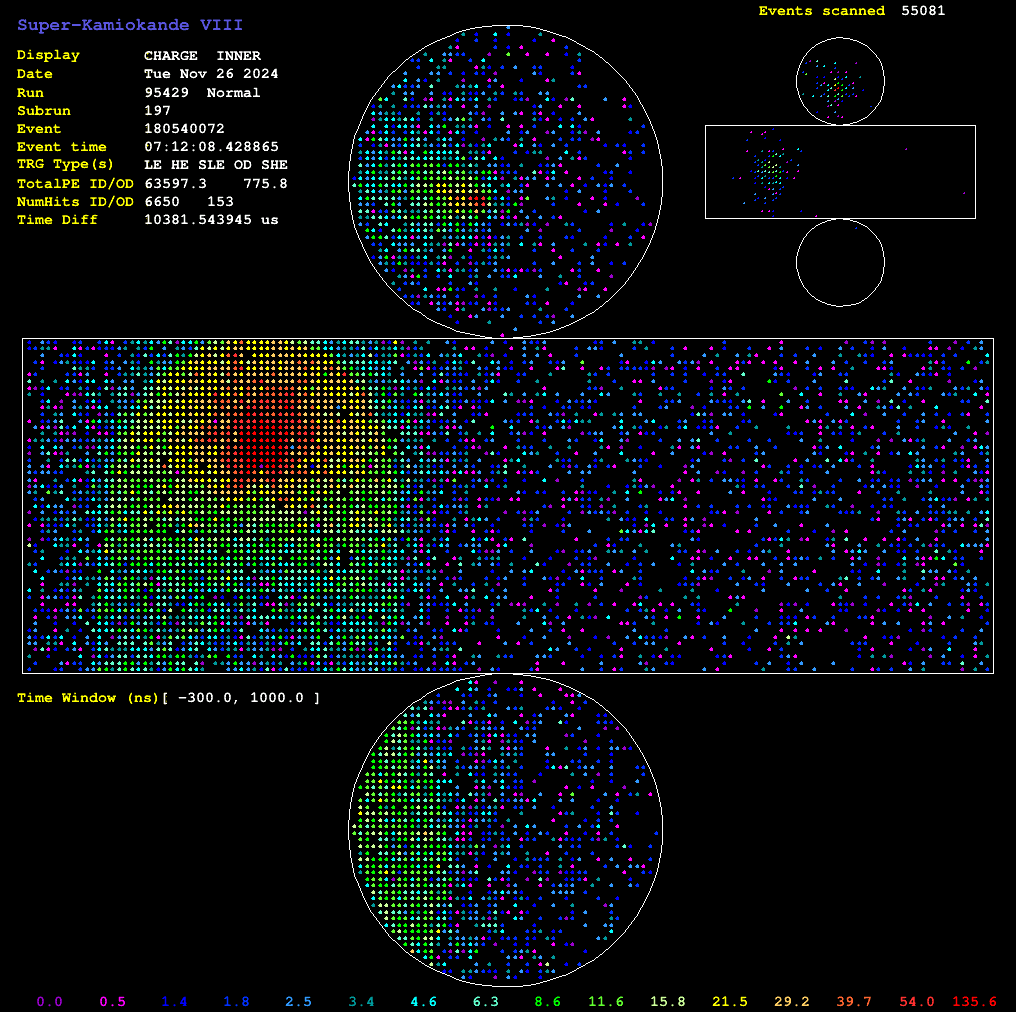 Super-Kamiokande VIII
Events scanned 55081
Display CHARGE INNER
Date Tue Nov 26 2024
Run 95429 Normal
Subrun 197
Event 180540072
Event time 07:12:08.428865
TRG Type(s) LE HE SLE OD SHE
TotalPE ID/OD 63597.3 775.8
NumHits ID/OD 6650 153
Time Diff 10381.543945 us
Time Window (ns)[ -300.0, 1000.0 ]
0.0 0.5 1.4 1.8 2.5 3.4 4.6 6.3 8.6 11.6 15.8 21.5 29.2 39.7 54.0 135.6